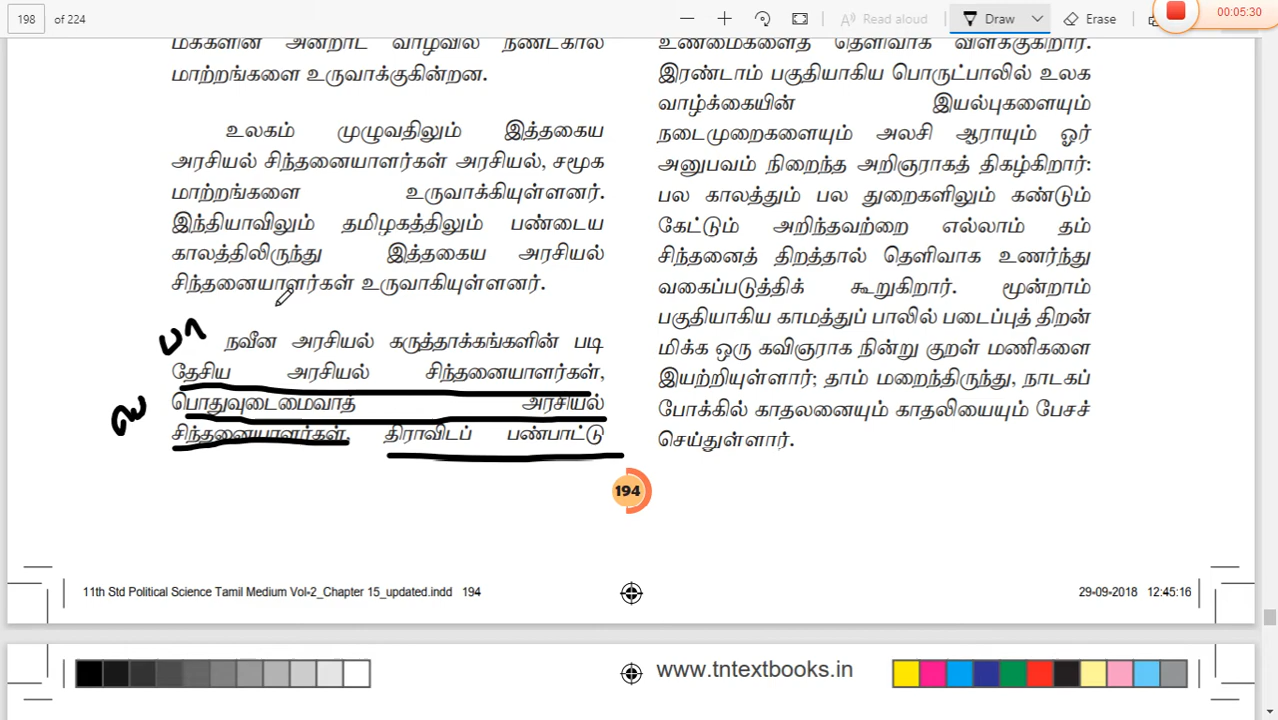 198 of 224
Read aloud
Draw
Erase
00:05:30
மக்களின் அன்றாட வாழ்வில் நீண்டகால
மாற்றங்களை உருவாக்குகின்றன.
உலகம் முழுவதிலும் இத்தகைய
அரசியல் சிந்தனையாளர்கள் அரசியல், சமூக
மாற்றங்களை உருவாக்கியுள்ளனர்.
இந்தியாவிலும் தமிழகத்திலும் பண்டைய
காலத்திலிருந்து இத்தகைய அரசியல்
சிந்தனையாளர்கள் உருவாகியுள்ளனர்.
நவீன அரசியல் கருத்தாக்கங்களின் படி
தேசிய அரசியல் சிந்தனையாளர்கள்,
பொதுவுடைமைவாத் அரசியல்
சிந்தனையாளர்கள், திராவிடப் பண்பாட்டு
உண்மைகளைத் தெளிவாக விளக்குகிறார்.
இரண்டாம் பகுதியாகிய பொருட்பாலில் உலக
வாழ்க்கையின் இயல்புகளையும்
நடைமுறைகளையும் அலசி ஆராயும் ஓர்
அனுபவம் நிறைந்த அறிஞராகத் திகழ்கிறார்:
பல காலத்தும் பல துறைகளிலும் கண்டும்
கேட்டும் அறிந்தவற்றை எல்லாம் தம்
சிந்தனைத் திறத்தால் தெளிவாக உணர்ந்து
வகைப்படுத்திக் கூறுகிறார். மூன்றாம்
பகுதியாகிய காமத்துப் பாலில் படைப்புத் திறன்
மிக்க ஒரு கவிஞராக நின்று குறள் மணிகளை
இயற்றியுள்ளார்; தாம் மறைந்திருந்து, நாடகப்
போக்கில் காதலனையும் காதலியையும் பேசச்
செய்துள்ளார்.
194
11th Std Political Science Tamil Medium Vol-2_Chapter 15_updated.indd 194
29-09-2018 12:45:16
www.tntextbooks.in